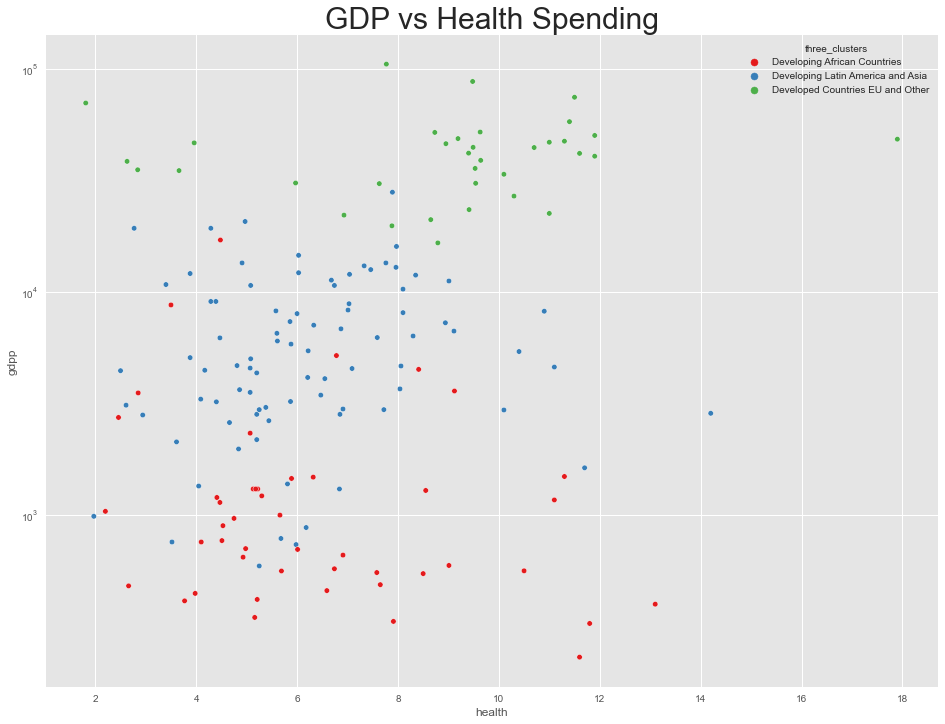 GDP vs Health Spending
three_clusters
Developing African Countries
Developing Latin America and Asia
Developed Countries EU and Other
gdpp
10^5
10^4
10^3
2 4 6 8 10 12 14 16 18
health